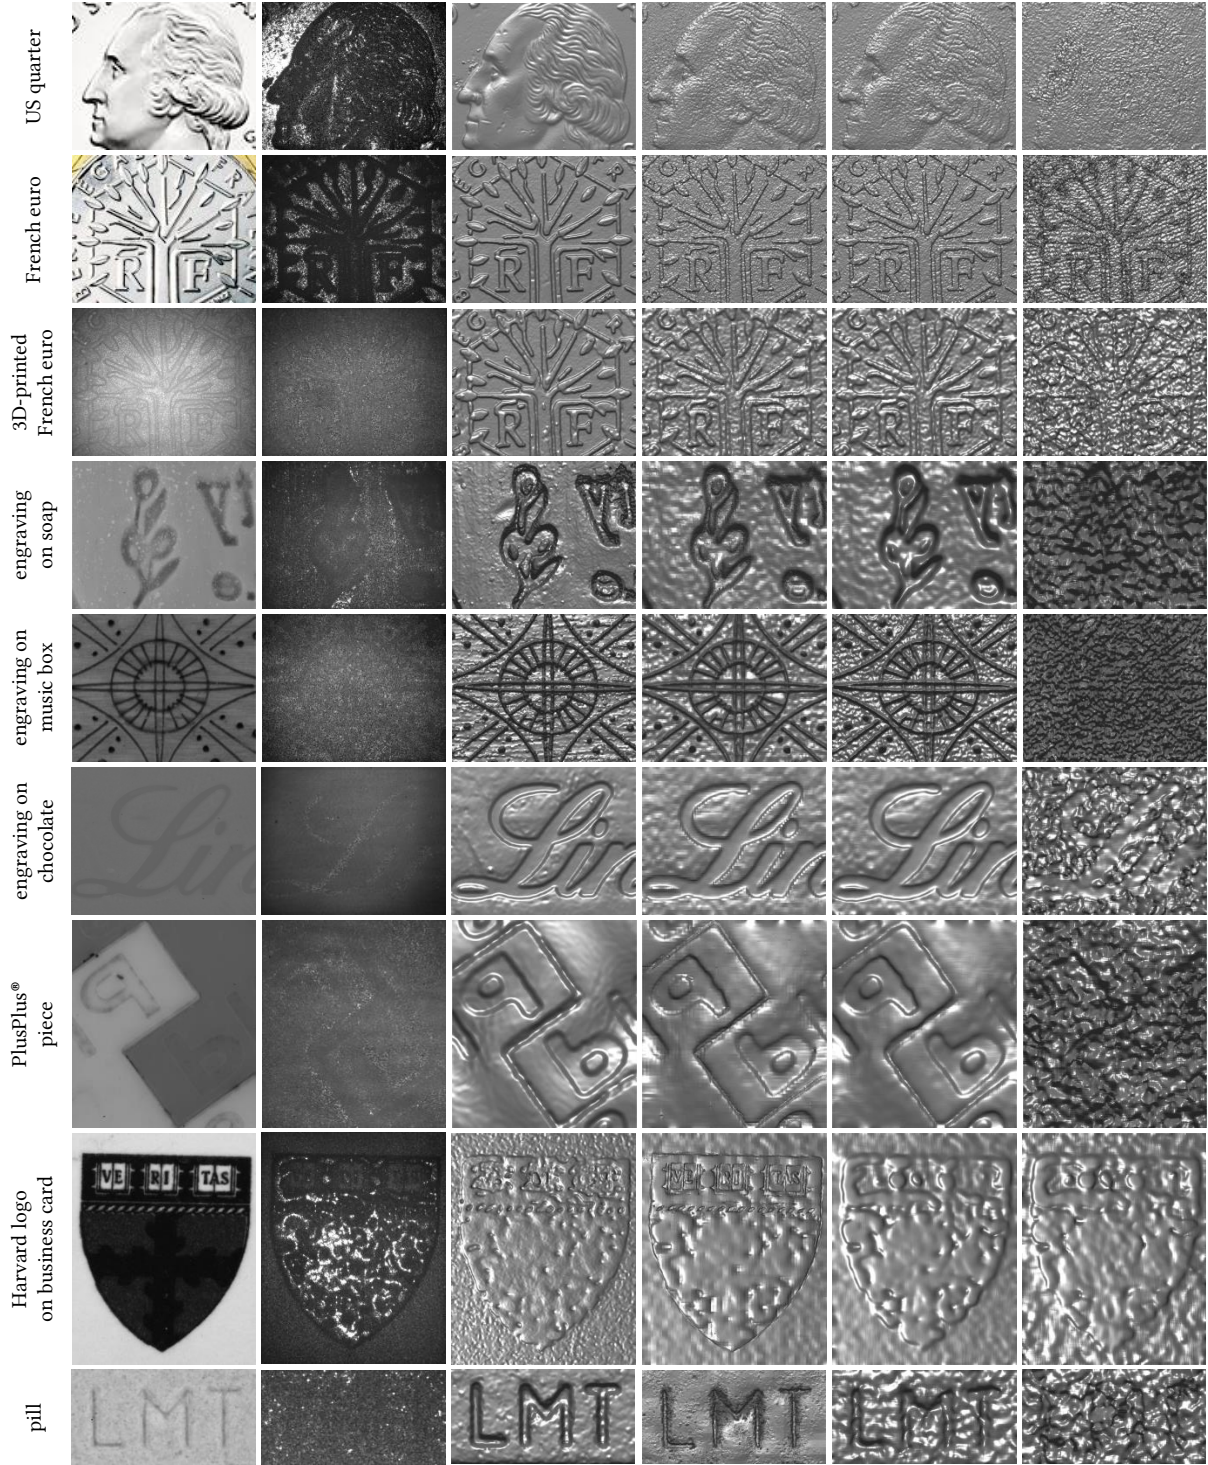 US quarter
French euro
R F
3D-printed
French euro
R F
engraving
on soap
engraving on
music box
engraving on
chocolate
Lin
PlusPlus®
piece
P
Harvard logo
on business card
VE RI TAS
pill
LMT